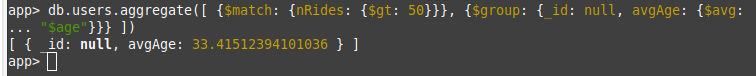 app> db.users.aggregate([ {$match: {nRides: {$gt: 50}}}, {$group: {_id: null, avgAge: {$avg:
... "$age"}}} ])
[ { _id: null, avgAge: 33.41512394101036 } ]
app>